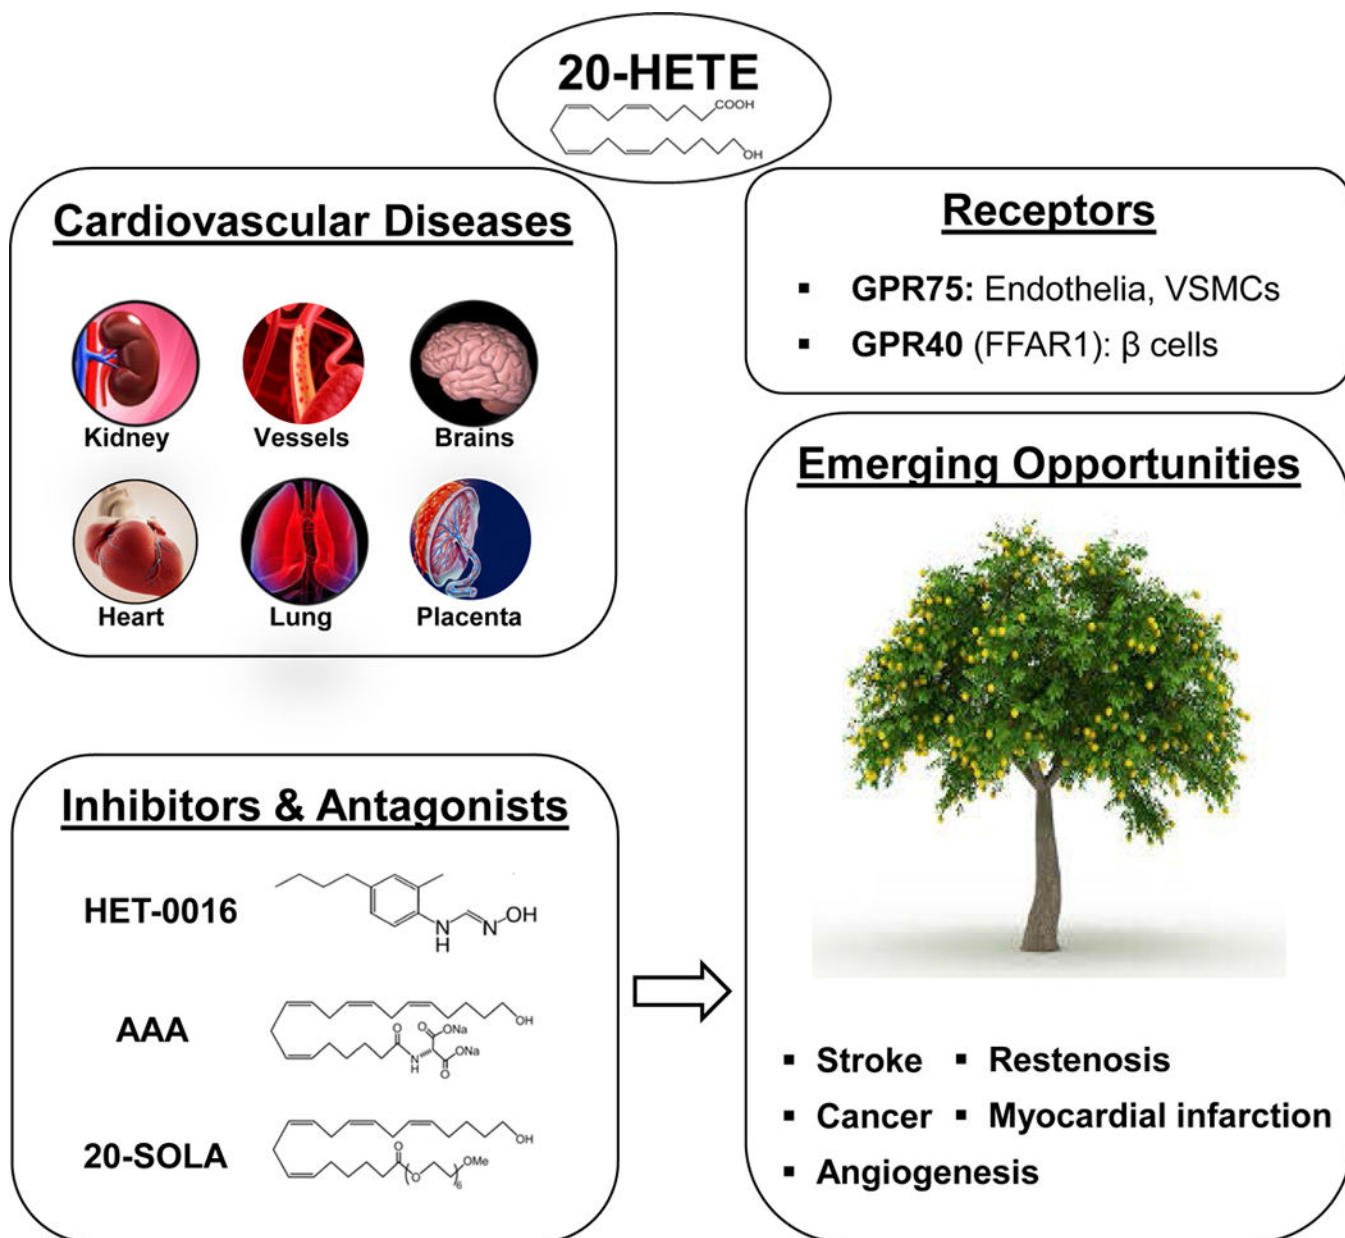 20-HETE
COOH
OH
Cardiovascular Diseases
Kidney
Vessels
Brains
Heart
Lung
Placenta
Receptors
▪ GPR75: Endothelia, VSMCs
▪ GPR40 (FFAR1): β cells
Inhibitors & Antagonists
HET-0016
N
H
N
OH
AAA
OH
O
O
ONa
N
H
ONa
O
20-SOLA
OH
O
O
OMe
6
Emerging Opportunities
▪ Stroke ▪ Restenosis
▪ Cancer ▪ Myocardial infarction
▪ Angiogenesis